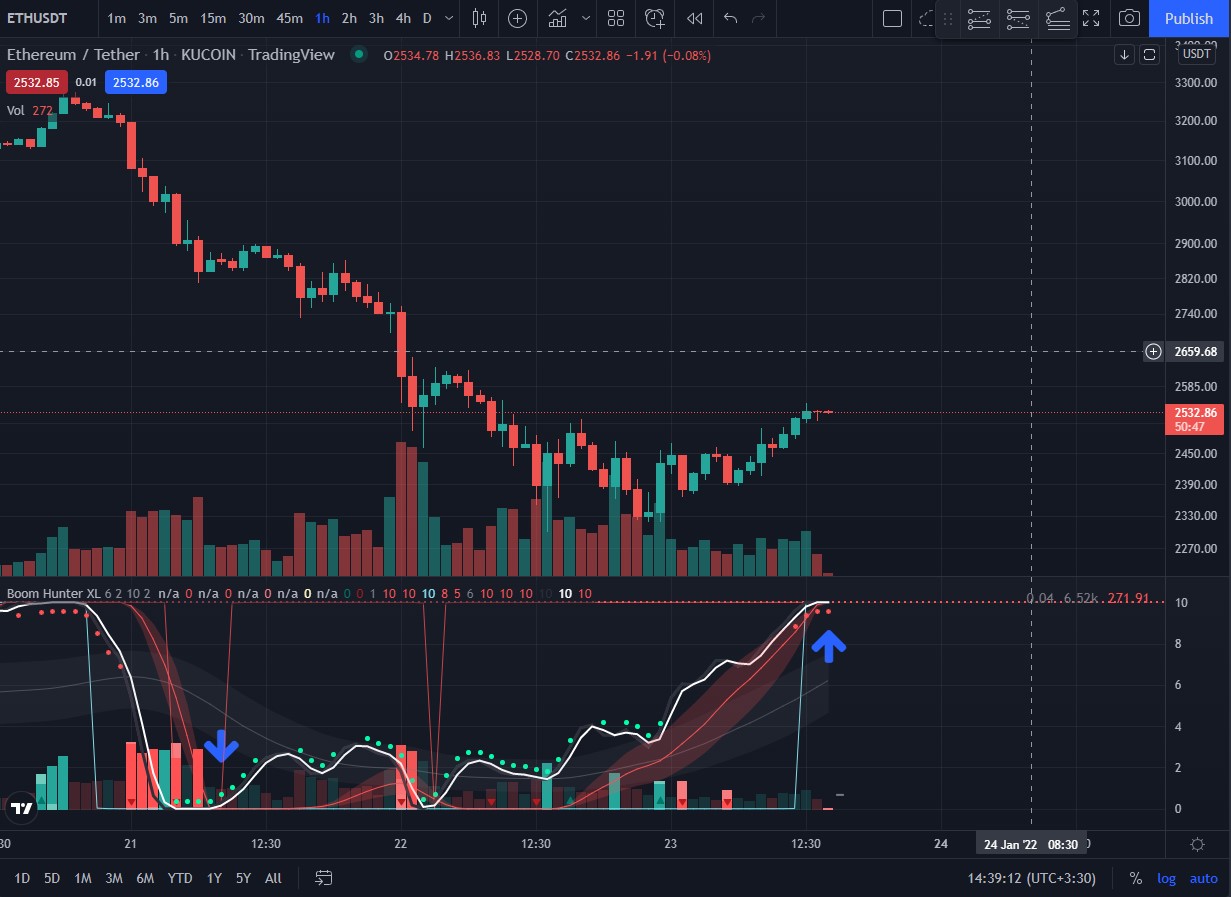 ETHUSDT 1m 3m 5m 15m 30m 45m 1h 2h 3h 4h D Publish
Ethereum / Tether · 1h · KUCOIN · TradingView O2534.78 H2536.83 L2528.70 C2532.86 −1.91 (−0.08%) USDT
2532.85 0.01 2532.86
Vol 272
3300.00
3200.00
3100.00
3000.00
2900.00
2820.00
2740.00
2659.68
2585.00
2532.86
50:47
2450.00
2390.00
2330.00
2270.00
Boom Hunter XL 6 2 10 2 n/a 0 n/a 0 n/a 0 n/a 0 n/a 0 0 1 10 10 10 8 5 6 10 10 10 10 10 10
0.04 6.52k 271.91
10
8
6
4
2
0
30 21 12:30 22 12:30 23 12:30 24 24 Jan '22 08:30
1D 5D 1M 3M 6M YTD 1Y 5Y All 14:39:12 (UTC+3:30) % log auto